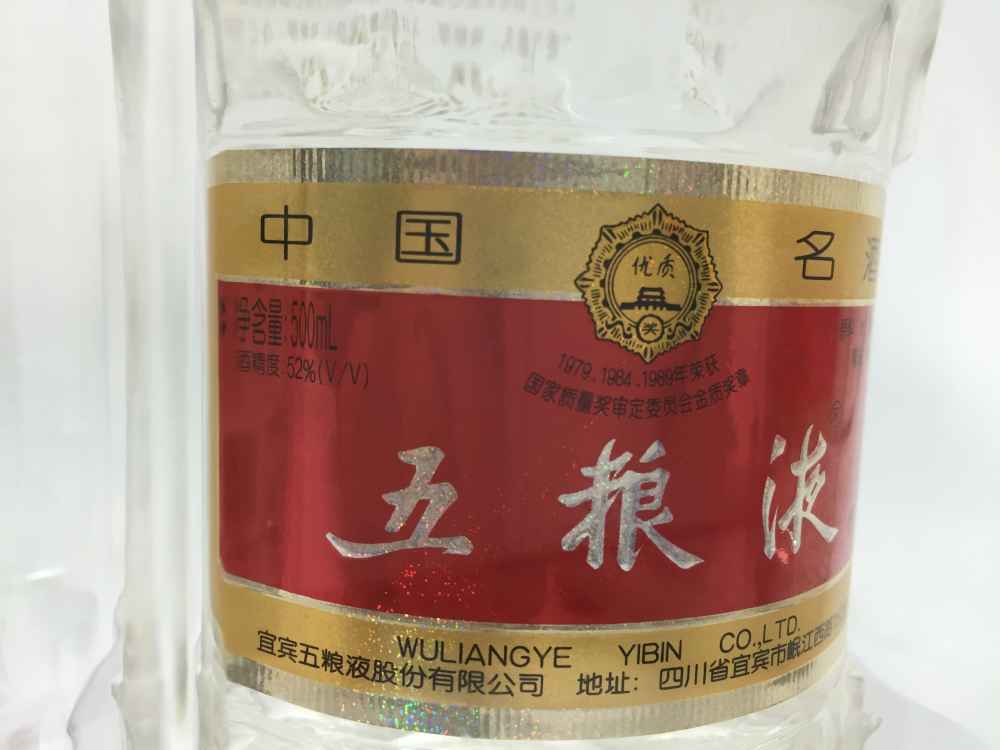 中国 名酒
优质
奖
净含量:500mL
酒精度:52%(V/V)
1979.1984.1989年荣获
国家质量奖审定委员会金质奖章
五粮液
WULIANGYE YIBIN CO.,LTD.
宜宾五粮液股份有限公司 地址: 四川省宜宾市岷江西路